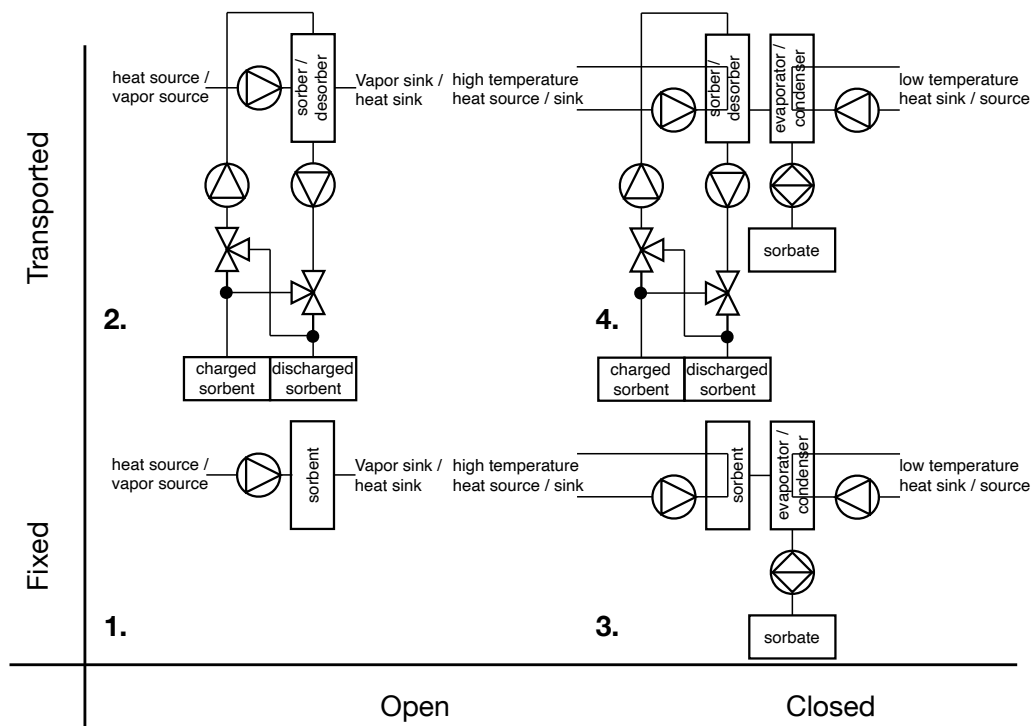 Transported
heat source /
vapor source
sorber /
desorber
Vapor sink /
heat sink
2.
charged
sorbent
discharged
sorbent
high temperature
heat source / sink
sorber/
desorber
evaporator /
condenser
low temperature
heat sink / source
sorbate
4.
charged
sorbent
discharged
sorbent
Fixed
heat source /
vapor source
sorbent
Vapor sink /
heat sink
1.
high temperature
heat source / sink
sorbent
evaporator /
condenser
low temperature
heat sink / source
sorbate
3.
Open
Closed